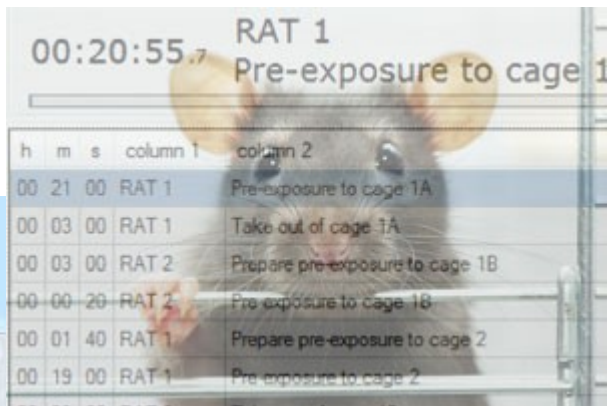 00:20:55.7
RAT 1
Pre-exposure to cage 1
h m s column 1 column 2
00 21 00 RAT 1 Pre-exposure to cage 1A
00 03 00 RAT 1 Take out of cage 1A
00 03 00 RAT 2 Prepare pre-exposure to cage 1B
00 00 20 RAT 2 Pre-exposure to cage 1B
00 01 40 RAT 1 Prepare pre-exposure to cage 2
00 19 00 RAT 1 Pre-exposure to cage 2